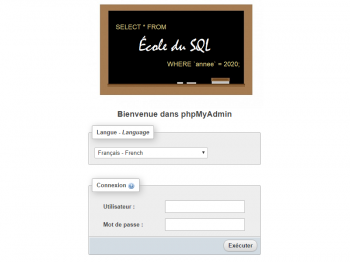 SELECT * FROM
École du SQL
WHERE `annee` = 2020;
Bienvenue dans phpMyAdmin
Langue - Language
Français - French
Connexion
Utilisateur :
Mot de passe :
Exécuter